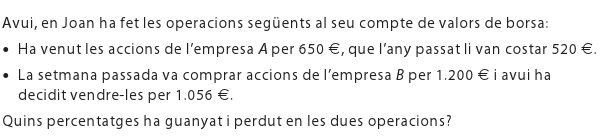 Avui, en Joan ha fet les operacions següents al seu compte de valors de borsa:
• Ha venut les accions de l'empresa A per 650 €, que l'any passat li van costar 520 €.
• La setmana passada va comprar accions de l'empresa B per 1.200 € i avui ha
decidit vendre-les per 1.056 €.
Quins percentatges ha guanyat i perdut en les dues operacions?